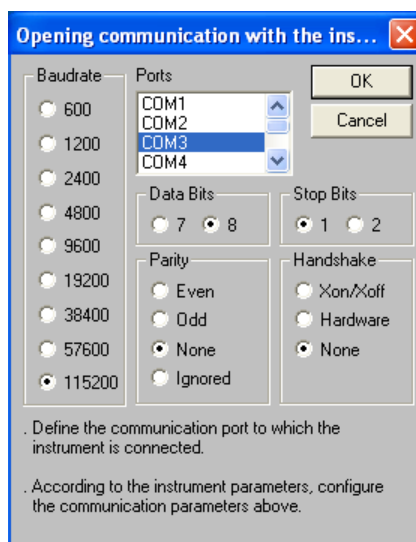 Opening communication with the ins...
Baudrate
600
1200
2400
4800
9600
19200
38400
57600
115200
Ports
COM1
COM2
COM3
COM4
OK
Cancel
Data Bits
7 8
Stop Bits
1 2
Parity
Even
Odd
None
Ignored
Handshake
Xon/Xoff
Hardware
None
. Define the communication port to which the
instrument is connected.
. According to the instrument parameters, configure
the communication parameters above.